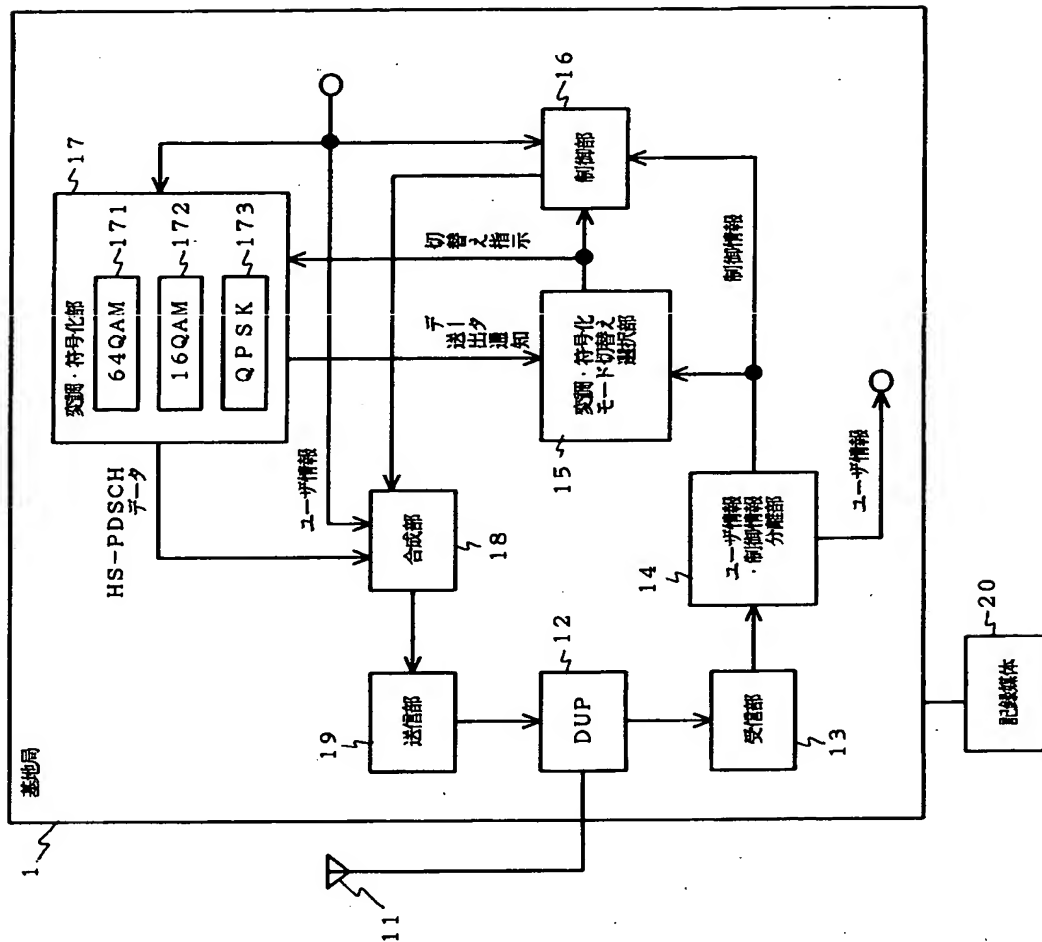 基地局
1
11
DUP
12
受信部
13
送信部
19
合成部
18
HS-PDSCH
データ
ユーザ情報
変調・符号化部
17
64QAM
171
16QAM
172
QPSK
173
データ
送出
通知
切替え指示
変調・符号化
モード切替え
選択部
15
制御部
16
制御情報
ユーザ情報
・制御情報
分離部
14
ユーザ情報
記録媒体
20